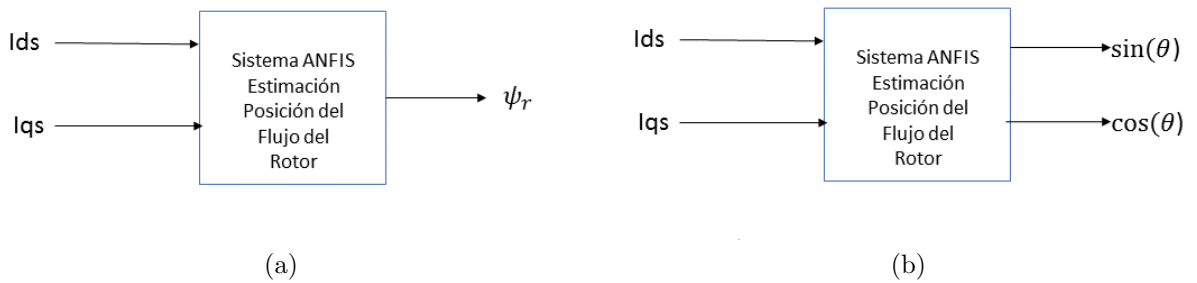 Ids
Iqs
Sistema ANFIS
Estimación
Posición del
Flujo del
Rotor
ψr
(a)
Ids
Iqs
Sistema ANFIS
Estimación
Posición del
Flujo del
Rotor
sin(θ)
cos(θ)
(b)